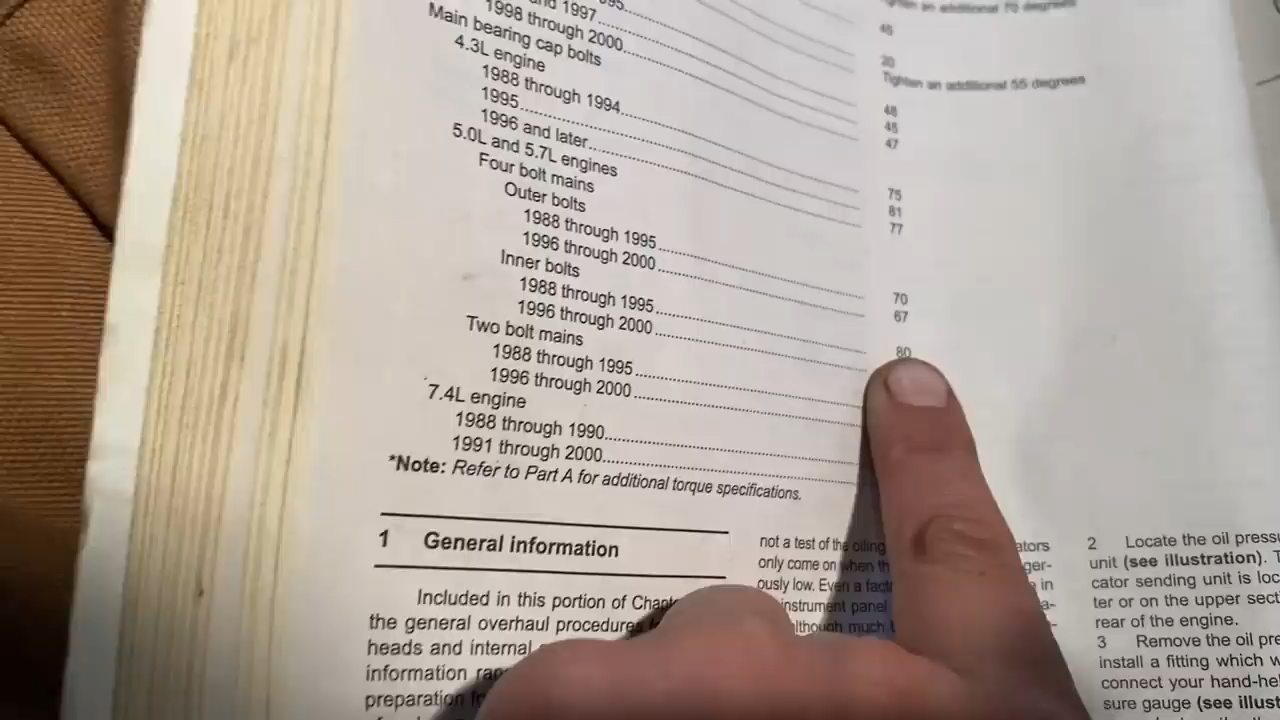 and 1997
1998 through 2000 45
Main bearing cap bolts 20
Tighten an additional 55 degrees
4.3L engine
1988 through 1994 48
1995 45
1996 and later 47
5.0L and 5.7L engines
Four bolt mains
Outer bolts
1988 through 1995
1996 through 2000
Inner bolts
1988 through 1995
1996 through 2000
Two bolt mains
1988 through 1995
1996 through 2000
7.4L engine
1988 through 1990
1991 through 2000
75
81
77
70
67
80
*Note: Refer to Part A for additional torque specifications.
1 General information
Included in this portion of
the general overhaul procedures
heads and internal
information
preparation
not a test of the oiling
only come on when
ously low. Even a
instrument panel
although much
in
2 Locate the oil
unit (see illustration).
cator sending unit is
ter or on the upper
rear of the engine.
3 Remove the oil
install a fitting which
connect your
sure gauge (see